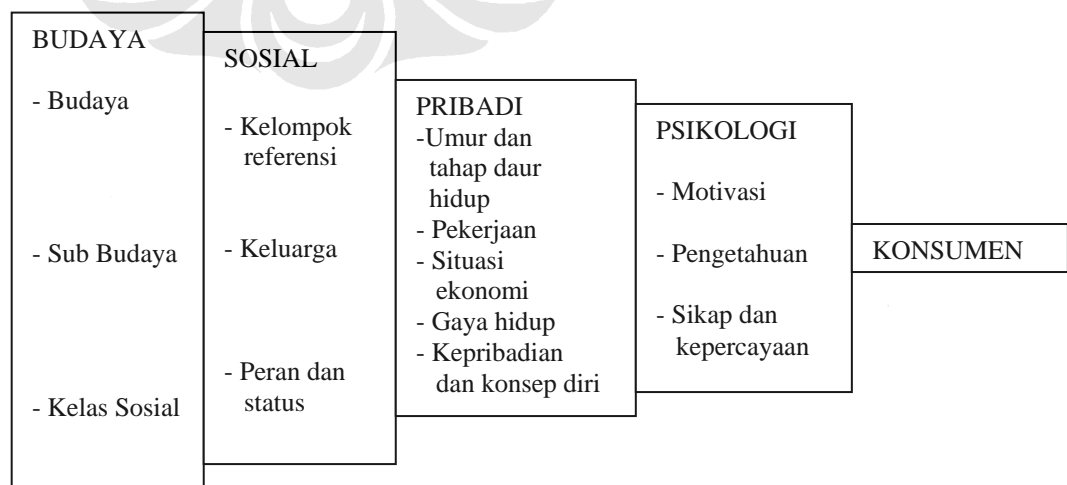 BUDAYA
- Budaya
- Sub Budaya
- Kelas Sosial
SOSIAL
- Kelompok
referensi
- Keluarga
- Peran dan
status
PRIBADI
-Umur dan
tahap daur
hidup
- Pekerjaan
- Situasi
ekonomi
- Gaya hidup
- Kepribadian
dan konsep diri
PSIKOLOGI
- Motivasi
- Pengetahuan
- Sikap dan
kepercayaan
KONSUMEN